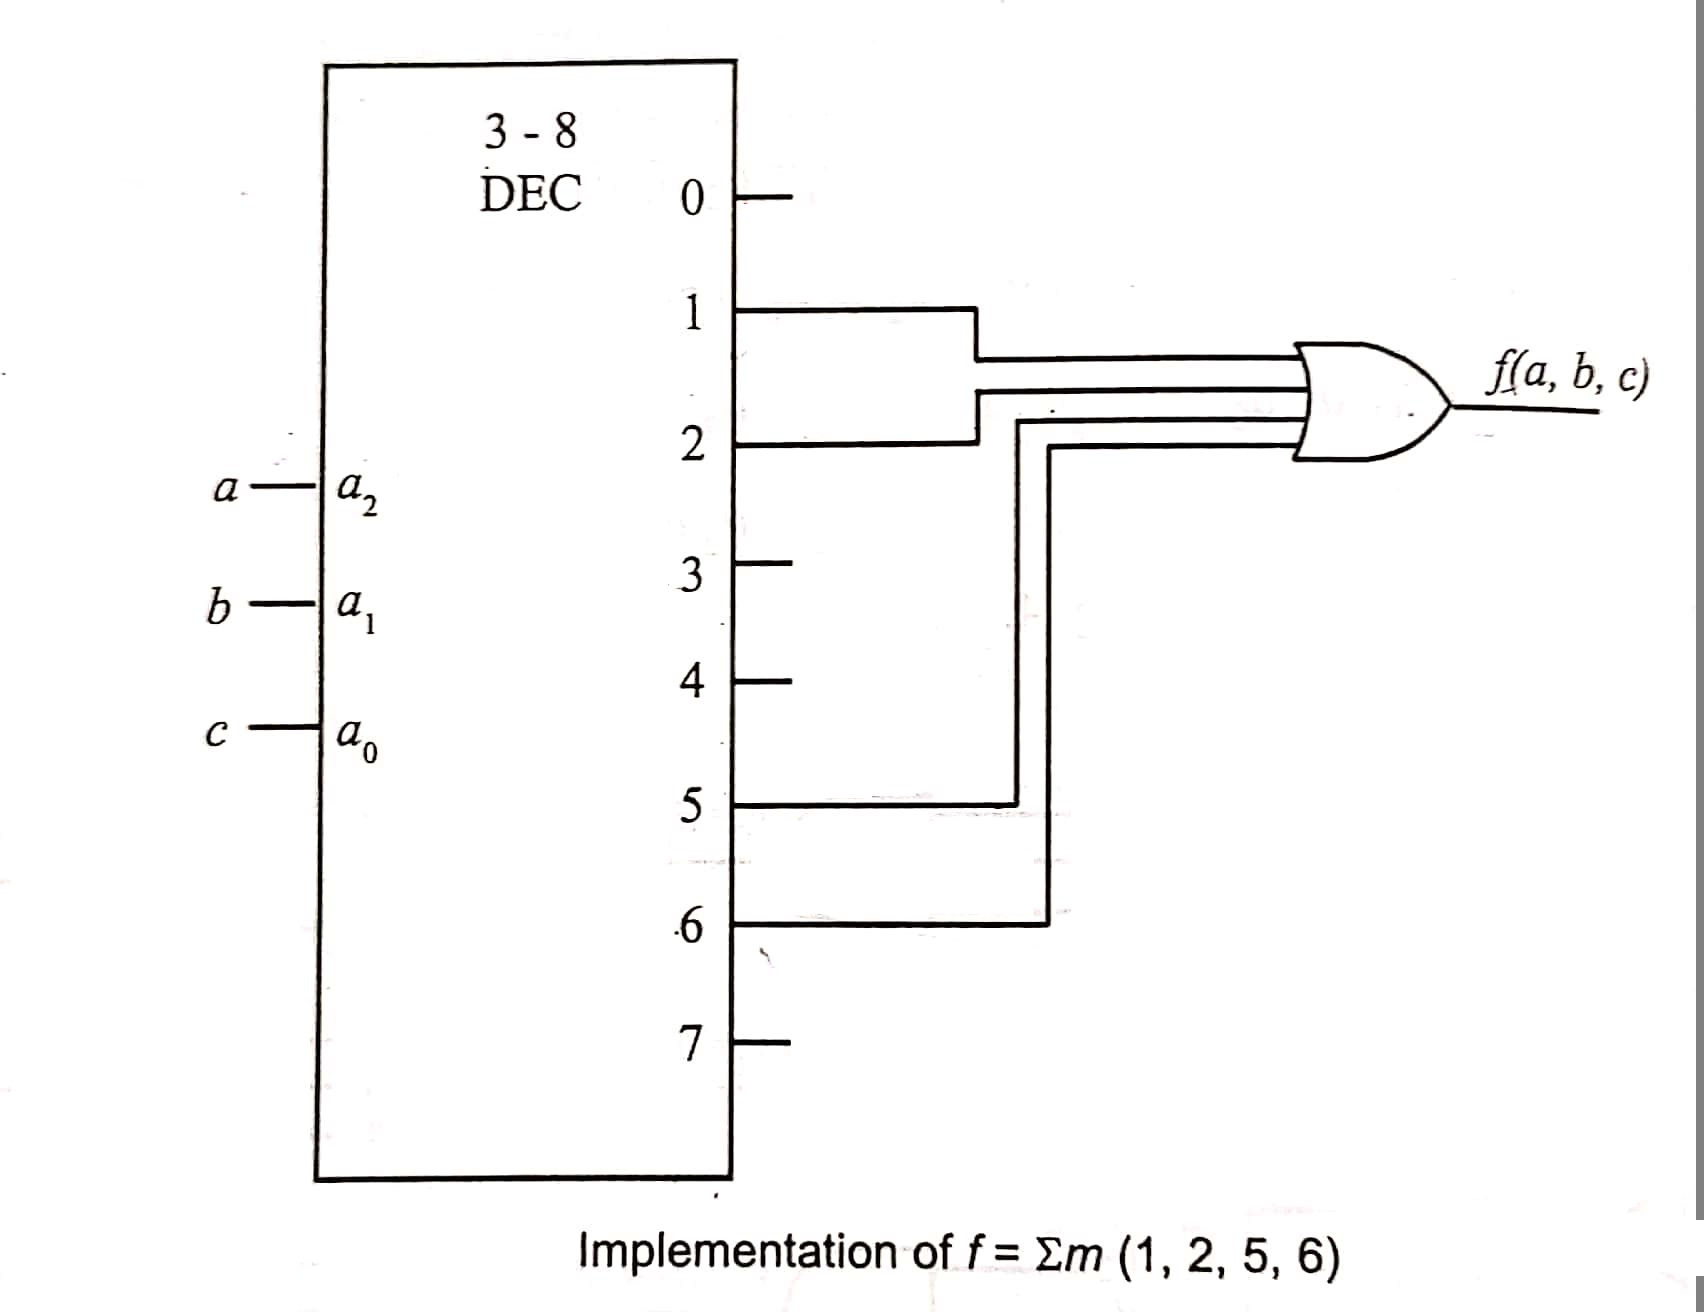 3 - 8
DEC
0
1
f(a, b, c)
2
a a₂
3
b a₁
4
c a₀
5
6
7
Implementation of f = Σm (1, 2, 5, 6)